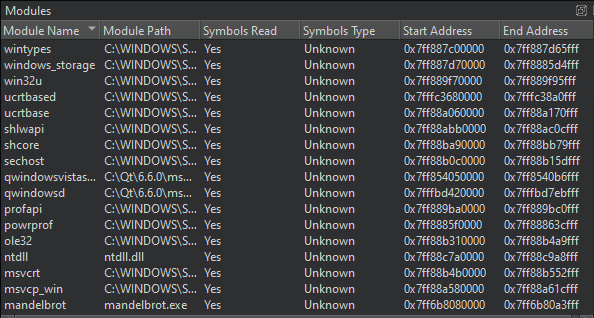 Modules
Module Name Module Path Symbols Read Symbols Type Start Address End Address
wintypes C:\WINDOWS\S... Yes Unknown 0x7ff887c00000 0x7ff887d65fff
windows_storage C:\WINDOWS\S... Yes Unknown 0x7ff887d70000 0x7ff8885d4fff
win32u C:\WINDOWS\S... Yes Unknown 0x7ff889f70000 0x7ff889f95fff
ucrtbased C:\WINDOWS\S... Yes Unknown 0x7fffc3680000 0x7fffc38a0fff
ucrtbase C:\WINDOWS\S... Yes Unknown 0x7ff88a060000 0x7ff88a170fff
shlwapi C:\WINDOWS\S... Yes Unknown 0x7ff88abb0000 0x7ff88ac0cfff
shcore C:\WINDOWS\S... Yes Unknown 0x7ff88ba90000 0x7ff88bb79fff
sechost C:\WINDOWS\S... Yes Unknown 0x7ff88b0c0000 0x7ff88b15dfff
qwindowsvistas... C:\Qt\6.6.0\ms... Yes Unknown 0x7ff854050000 0x7ff8540b6fff
qwindowsd C:\Qt\6.6.0\ms... Yes Unknown 0x7fffbd420000 0x7fffbd7ebfff
profapi C:\WINDOWS\S... Yes Unknown 0x7ff889ba0000 0x7ff889bc0fff
powrprof C:\WINDOWS\S... Yes Unknown 0x7ff8885f0000 0x7ff88863cfff
ole32 C:\WINDOWS\S... Yes Unknown 0x7ff88b310000 0x7ff88b4a9fff
ntdll ntdll.dll Yes Unknown 0x7ff88c7a0000 0x7ff88c9a8fff
msvcrt C:\WINDOWS\S... Yes Unknown 0x7ff88b4b0000 0x7ff88b552fff
msvcp_win C:\WINDOWS\S... Yes Unknown 0x7ff88a580000 0x7ff88a61cfff
mandelbrot mandelbrot.exe Yes Unknown 0x7ff6b8080000 0x7ff6b80a3fff